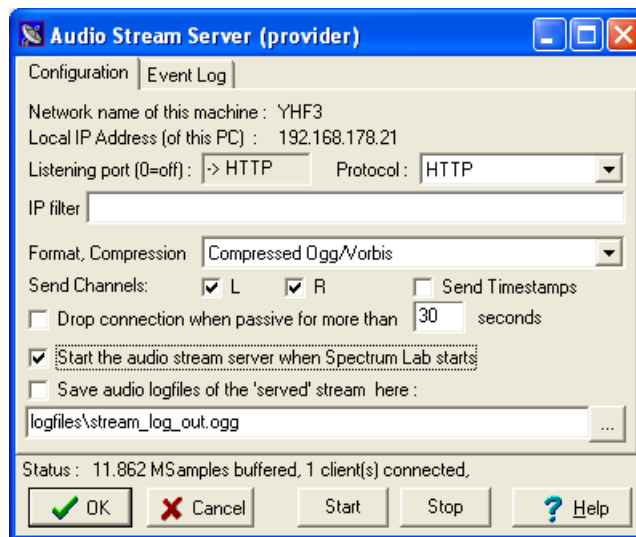 Audio Stream Server (provider)
Configuration Event Log
Network name of this machine : YHF3
Local IP Address (of this PC) : 192.168.178.21
Listening port (0=off) : -> HTTP Protocol : HTTP
IP filter
Format, Compression Compressed Ogg/Vorbis
Send Channels: L R Send Timestamps
Drop connection when passive for more than 30 seconds
Start the audio stream server when Spectrum Lab starts
Save audio logfiles of the 'served' stream here :
logfiles\stream_log_out.ogg ...
Status : 11.862 MSamples buffered, 1 client(s) connected,
OK Cancel Start Stop ? Help